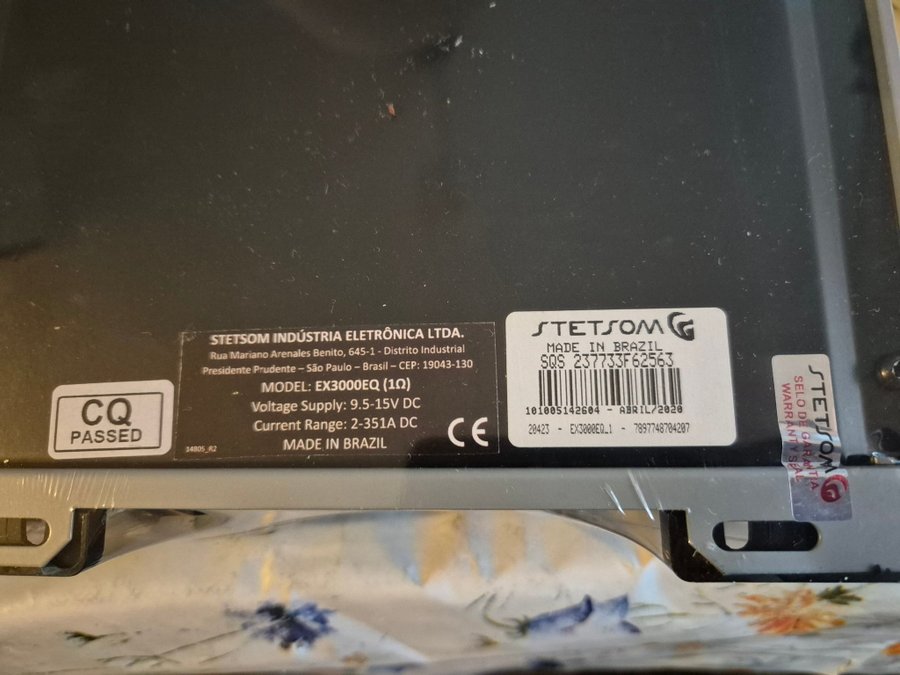 CQ
PASSED
STETSOM INDÚSTRIA ELETRÔNICA LTDA.
Rua Mariano Arenales Benito, 645-1 - Distrito Industrial
Presidente Prudente – São Paulo – Brasil – CEP: 19043-130
MODEL: EX3000EQ (1Ω)
Voltage Supply: 9.5-15V DC
Current Range: 2-351A DC
MADE IN BRAZIL
34805_R2
CE
STETSOM
MADE IN BRAZIL
SQS 237733F62563
101005142604 - ABRIL/2020
20423 - EX3000EQ.1 - 7897748704207
STETSOM
SELO DE GARANTIA
WARRANTY SEAL